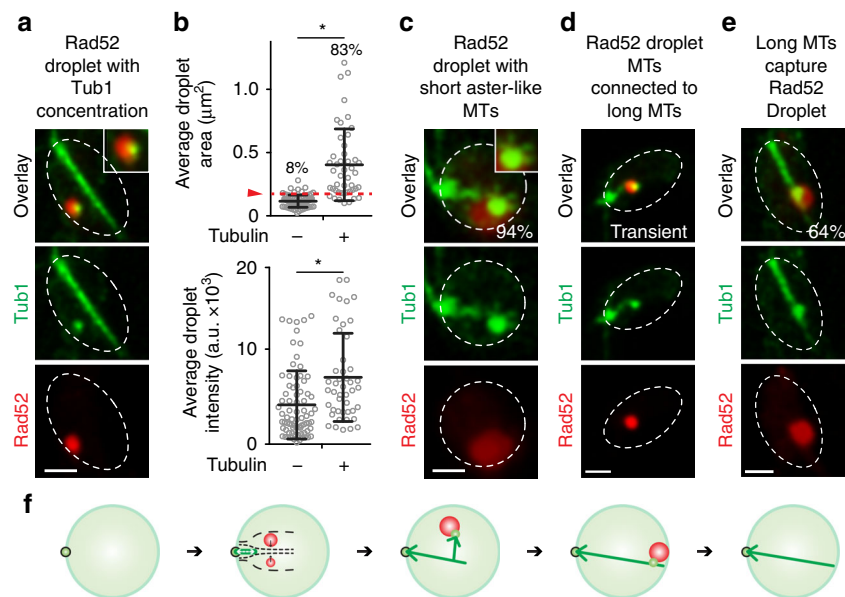 a
Rad52
droplet with
Tub1
concentration
Overlay
Tub1
Rad52
b
Average droplet
area (μm²)
1.0
0.5
0
8%
*
83%
Tubulin – +
Average droplet
intensity (a.u. ×10³)
20
10
0
*
Tubulin – +
c
Rad52
droplet with
short aster-like
MTs
Overlay
94%
Tub1
Rad52
d
Rad52 droplet
MTs
connected to
long MTs
Overlay
Transient
Tub1
Rad52
e
Long MTs
capture
Rad52
Droplet
Overlay
64%
Tub1
Rad52
f